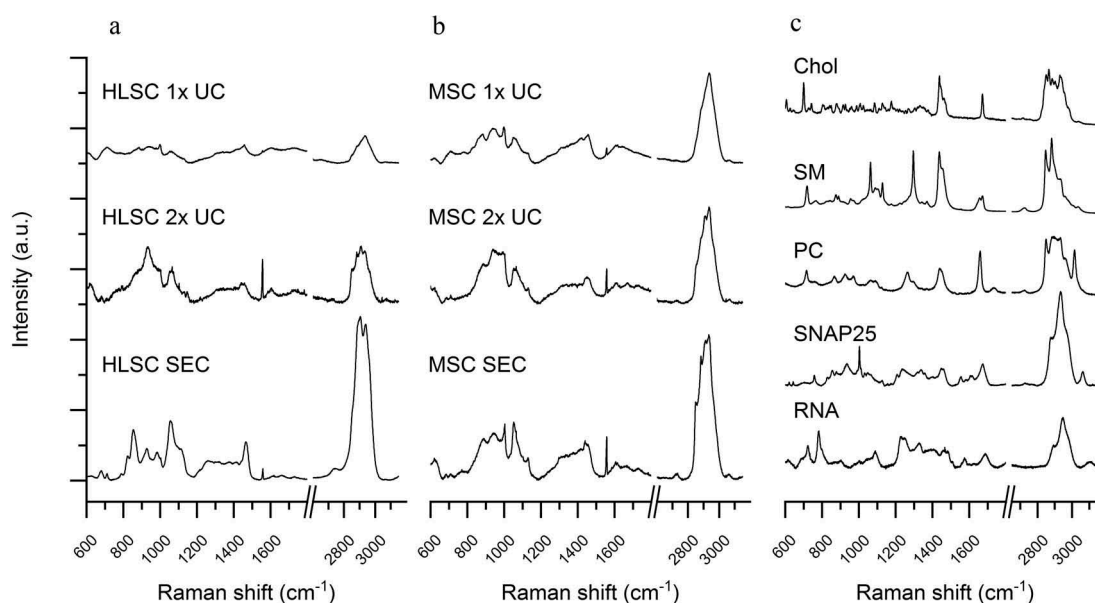 a
b
c
HLSC 1x UC
HLSC 2x UC
HLSC SEC
MSC 1x UC
MSC 2x UC
MSC SEC
Chol
SM
PC
SNAP25
RNA
Intensity (a.u.)
600 800 1000 1200 1400 1600 2800 3000
600 800 1000 1200 1400 1600 2800 3000
600 800 1000 1200 1400 1600 2800 3000
Raman shift (cm⁻¹)
Raman shift (cm⁻¹)
Raman shift (cm⁻¹)